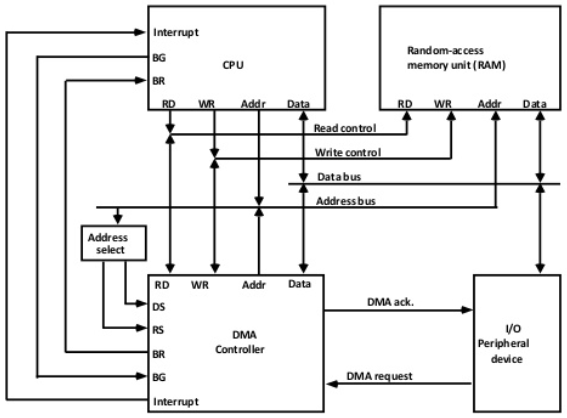 Interrupt
BG
CPU
BR
RD WR Addr Data
Random-access
memory unit (RAM)
RD WR Addr Data
Read control
Write control
Data bus
Address bus
Address
select
RD WR Addr Data
DS
RS
DMA
Controller
BR
BG
Interrupt
DMA ack.
DMA request
I/O
Peripheral
device